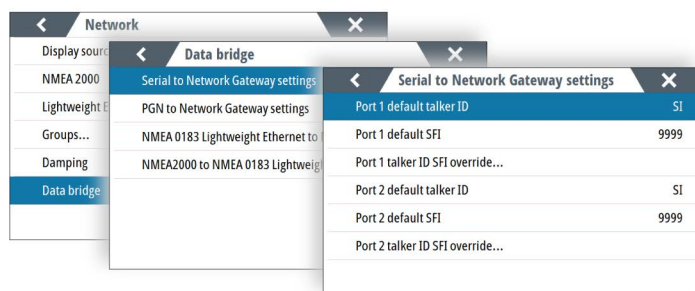 Network
Display sourc
NMEA 2000
Lightweight E
Groups...
Damping
Data bridge
Data bridge
Serial to Network Gateway settings
PGN to Network Gateway settings
NMEA 0183 Lightweight Ethernet to
NMEA2000 to NMEA 0183 Lightweig
Serial to Network Gateway settings
Port 1 default talker ID SI
Port 1 default SFI 9999
Port 1 talker ID SFI override...
Port 2 default talker ID SI
Port 2 default SFI 9999
Port 2 talker ID SFI override...